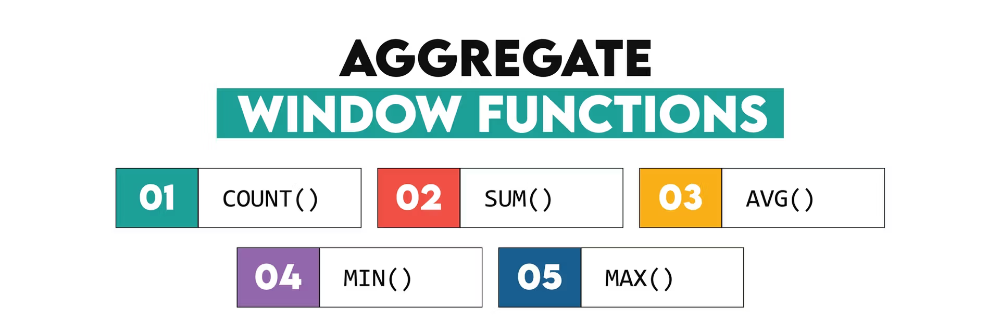 AGGREGATE
WINDOW FUNCTIONS
01 COUNT() 02 SUM() 03 AVG()
04 MIN() 05 MAX()